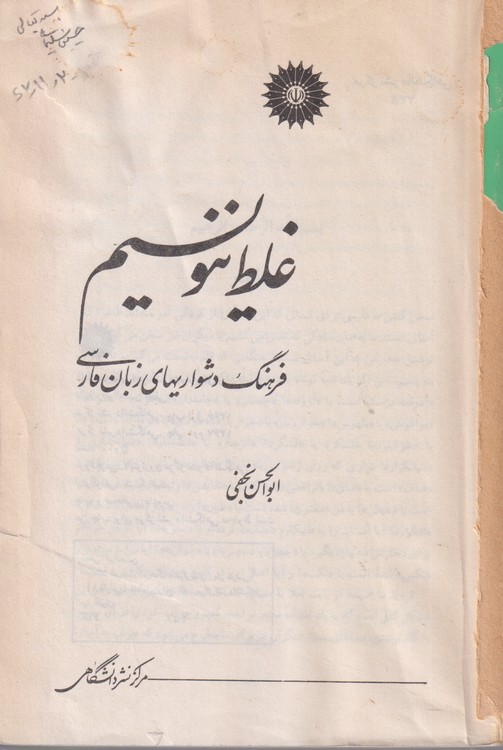 غلط ننویسیم
فرهنگ دشواریهای زبان فارسی
ابوالحسن نجفی
مرکز نشر دانشگاهی